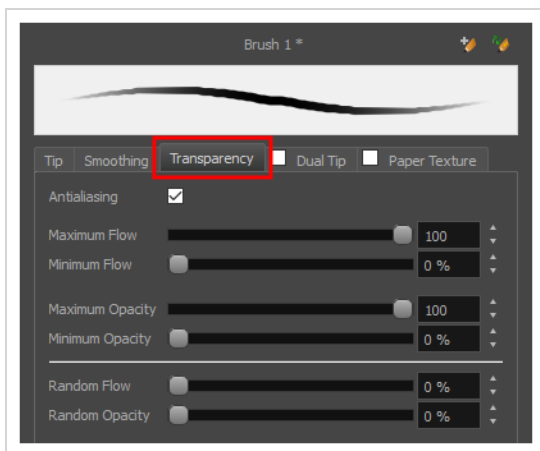 Brush 1 *
Tip Smoothing Transparency Dual Tip Paper Texture
Antialiasing
Maximum Flow 100
Minimum Flow 0 %
Maximum Opacity 100
Minimum Opacity 0 %
Random Flow 0 %
Random Opacity 0 %